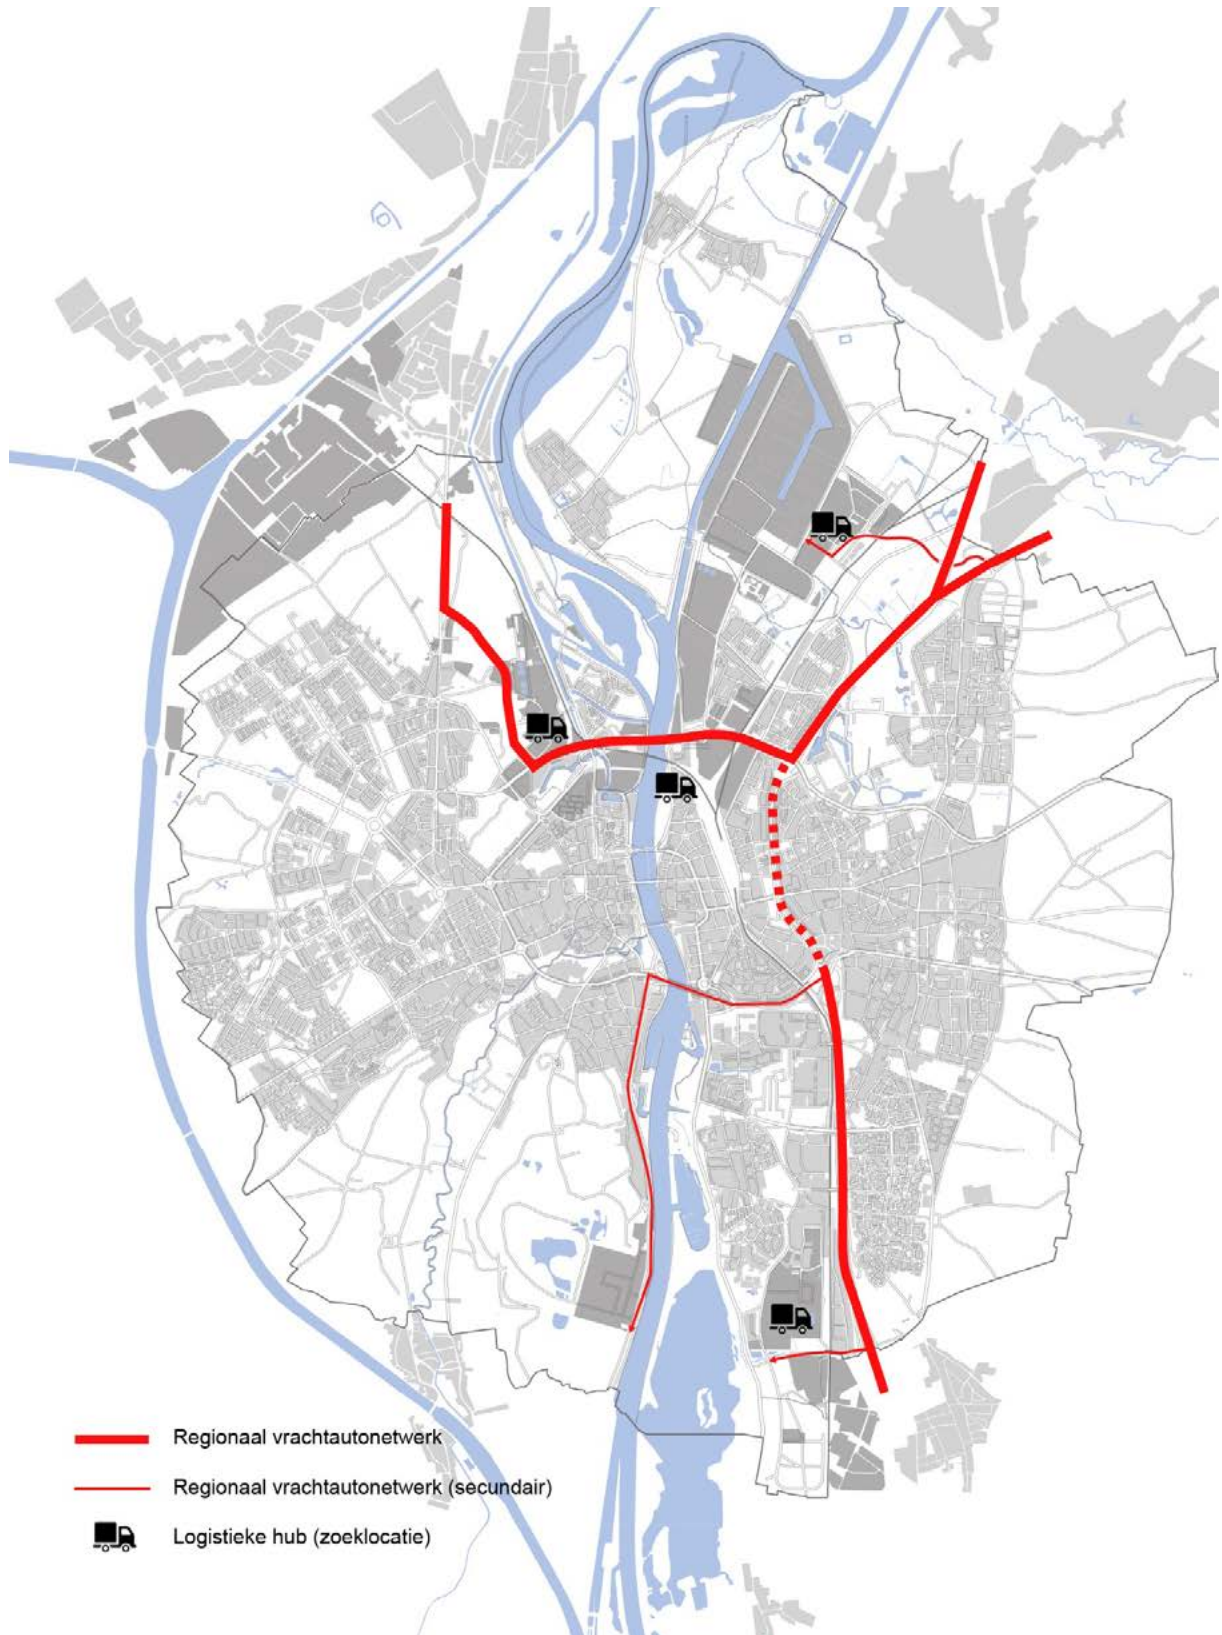 Regionaal vrachtautonetwerk
Regionaal vrachtautonetwerk (secundair)
Logistieke hub (zoeklocatie)